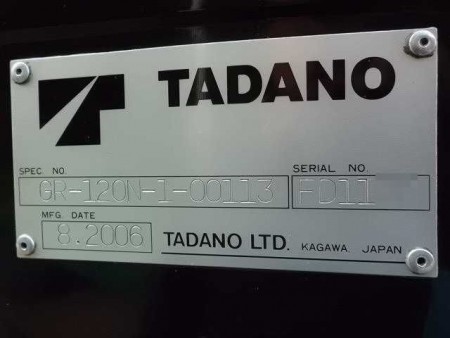 TADANO
SPEC. NO. SERIAL NO.
GR-120N-1-00113 FD11
MFG. DATE
8.2006 TADANO LTD. KAGAWA JAPAN